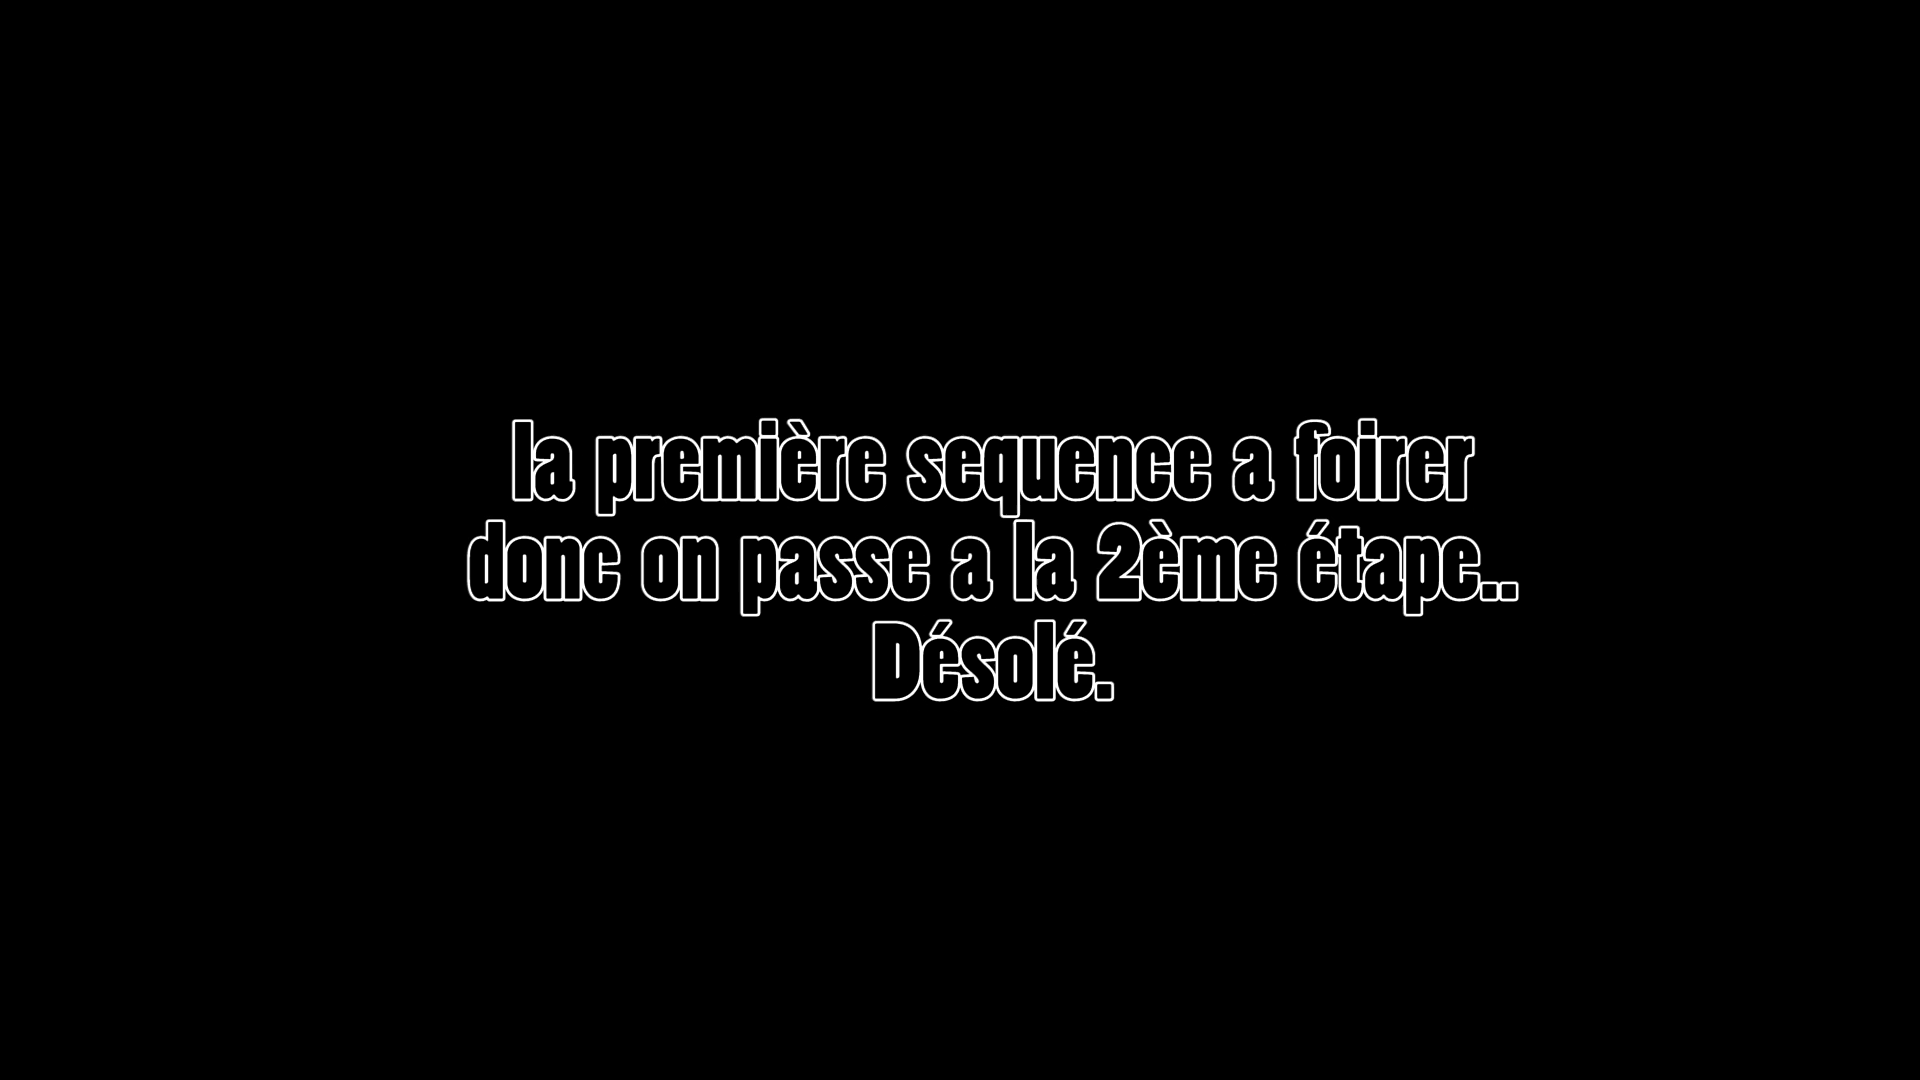 la première sequence a foirer
donc on passe a la 2ème étape..
Désolé.